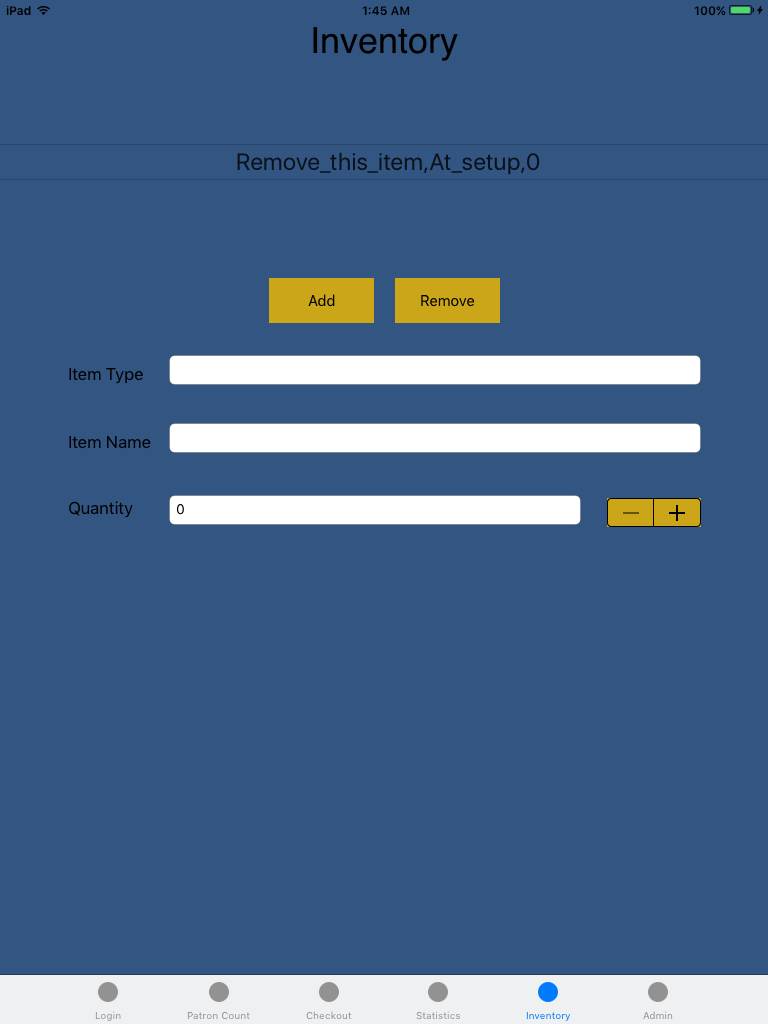 iPad 1:45 AM 100%
Inventory
Remove_this_item,At_setup,0
Add Remove
Item Type
Item Name
Quantity 0
Login Patron Count Checkout Statistics Inventory Admin